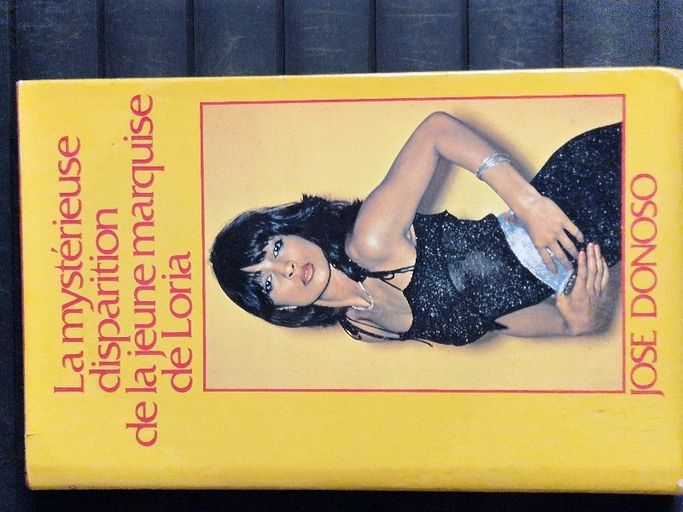 La mystérieuse
disparition
de la jeune marquise
de Loria
JOSE DONOSO